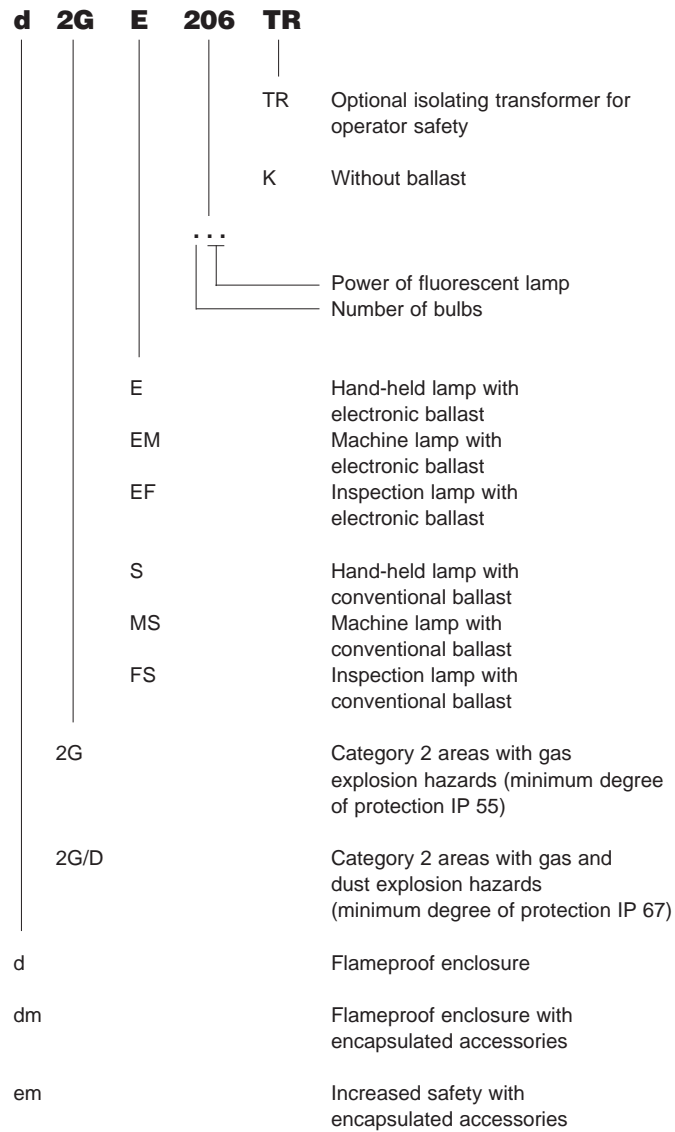 d 2G E 206 TR
TR Optional isolating transformer for
operator safety
K Without ballast
...
Power of fluorescent lamp
Number of bulbs
E Hand-held lamp with
electronic ballast
EM Machine lamp with
electronic ballast
EF Inspection lamp with
electronic ballast
S Hand-held lamp with
conventional ballast
MS Machine lamp with
conventional ballast
FS Inspection lamp with
conventional ballast
2G Category 2 areas with gas
explosion hazards (minimum degree
of protection IP 55)
2G/D Category 2 areas with gas and
dust explosion hazards
(minimum degree of protection IP 67)
d Flameproof enclosure
dm Flameproof enclosure with
encapsulated accessories
em Increased safety with
encapsulated accessories